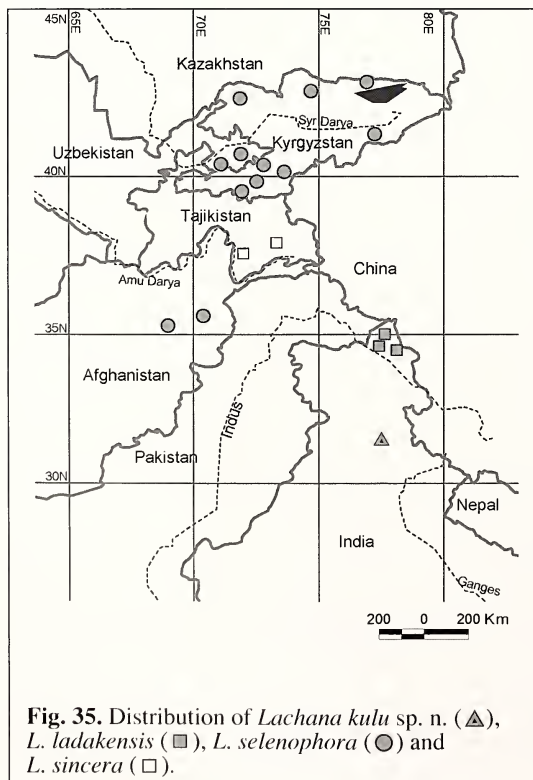 45N
65E
70E
75E
80E
Kazakhstan
Syr Darya
Kyrgyzstan
Uzbekistan
40N
Tajikistan
China
Amu Darya
35N
Afghanistan
Indus
Pakistan
30N
Nepal
India
Ganges
200 0 200 Km
Fig. 35. Distribution of Lachana kulu sp. n. (▲),
L. ladakensis (■), L. selenophora (●) and
L. sincera (□).